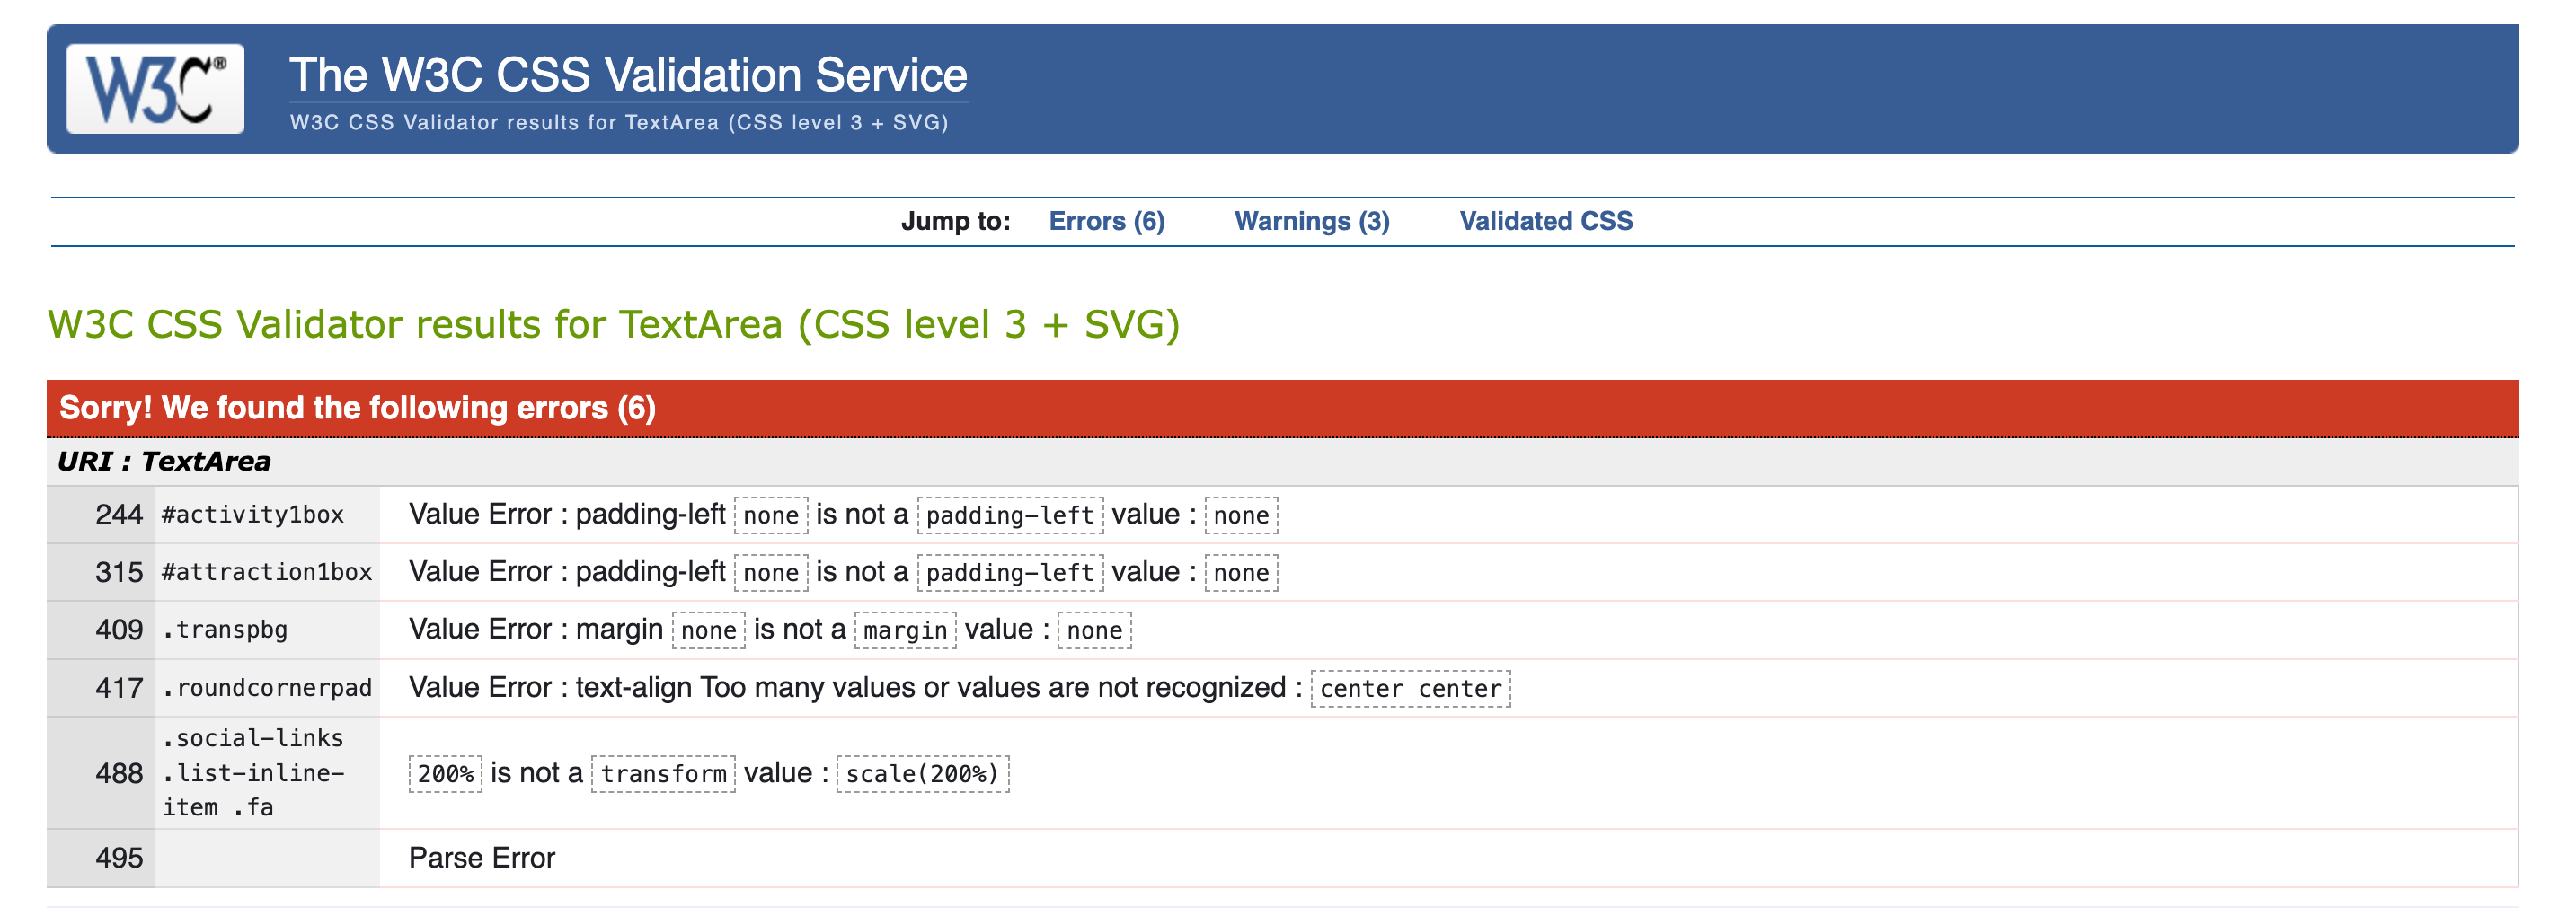 W3C®
The W3C CSS Validation Service
W3C CSS Validator results for TextArea (CSS level 3 + SVG)
Jump to: Errors (6) Warnings (3) Validated CSS
W3C CSS Validator results for TextArea (CSS level 3 + SVG)
Sorry! We found the following errors (6)
URI : TextArea
244 #activity1box Value Error : padding-left none is not a padding-left value : none
315 #attraction1box Value Error : padding-left none is not a padding-left value : none
409 .transpbg Value Error : margin none is not a margin value : none
417 .roundcornerpad Value Error : text-align Too many values or values are not recognized : center center
.social-links
488 .list-inline- 200% is not a transform value : scale(200%)
item .fa
495 Parse Error